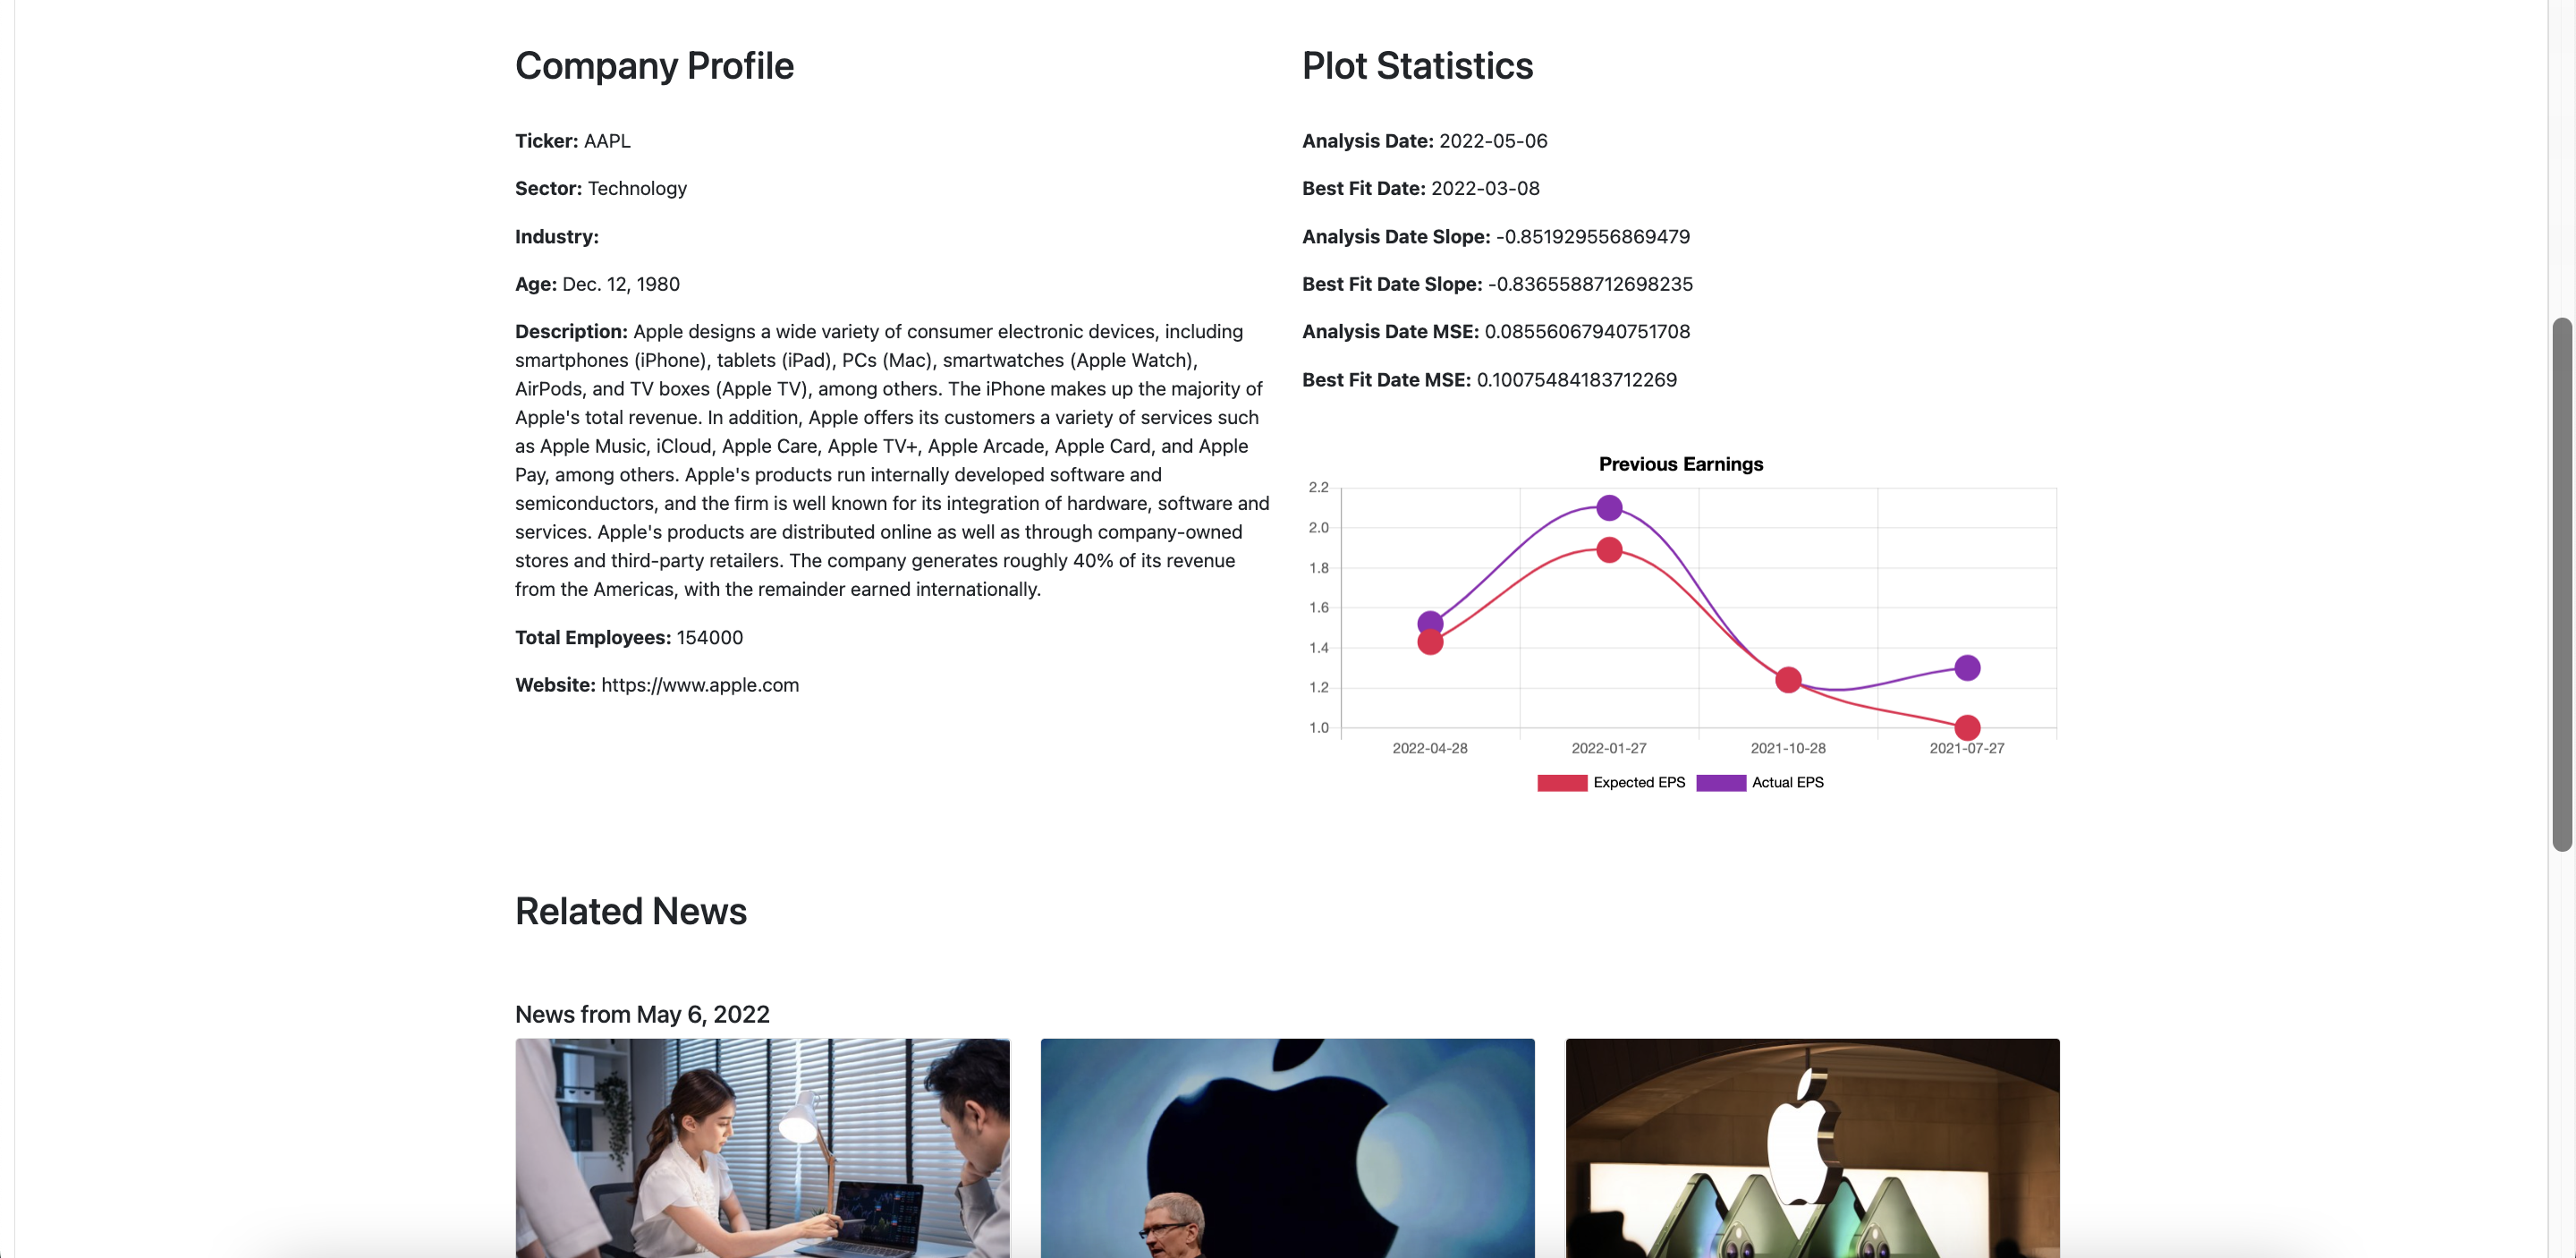 Company Profile
Ticker: AAPL
Sector: Technology
Industry:
Age: Dec. 12, 1980
Description: Apple designs a wide variety of consumer electronic devices, including
smartphones (iPhone), tablets (iPad), PCs (Mac), smartwatches (Apple Watch),
AirPods, and TV boxes (Apple TV), among others. The iPhone makes up the majority of
Apple's total revenue. In addition, Apple offers its customers a variety of services such
as Apple Music, iCloud, Apple Care, Apple TV+, Apple Arcade, Apple Card, and Apple
Pay, among others. Apple's products run internally developed software and
semiconductors, and the firm is well known for its integration of hardware, software and
services. Apple's products are distributed online as well as through company-owned
stores and third-party retailers. The company generates roughly 40% of its revenue
from the Americas, with the remainder earned internationally.
Total Employees: 154000
Website: https://www.apple.com
Plot Statistics
Analysis Date: 2022-05-06
Best Fit Date: 2022-03-08
Analysis Date Slope: -0.851929556869479
Best Fit Date Slope: -0.8365588712698235
Analysis Date MSE: 0.08556067940751708
Best Fit Date MSE: 0.10075484183712269
Previous Earnings
2.2
2.0
1.8
1.6
1.4
1.2
1.0
2022-04-28 2022-01-27 2021-10-28 2021-07-27
Expected EPS Actual EPS
Related News
News from May 6, 2022